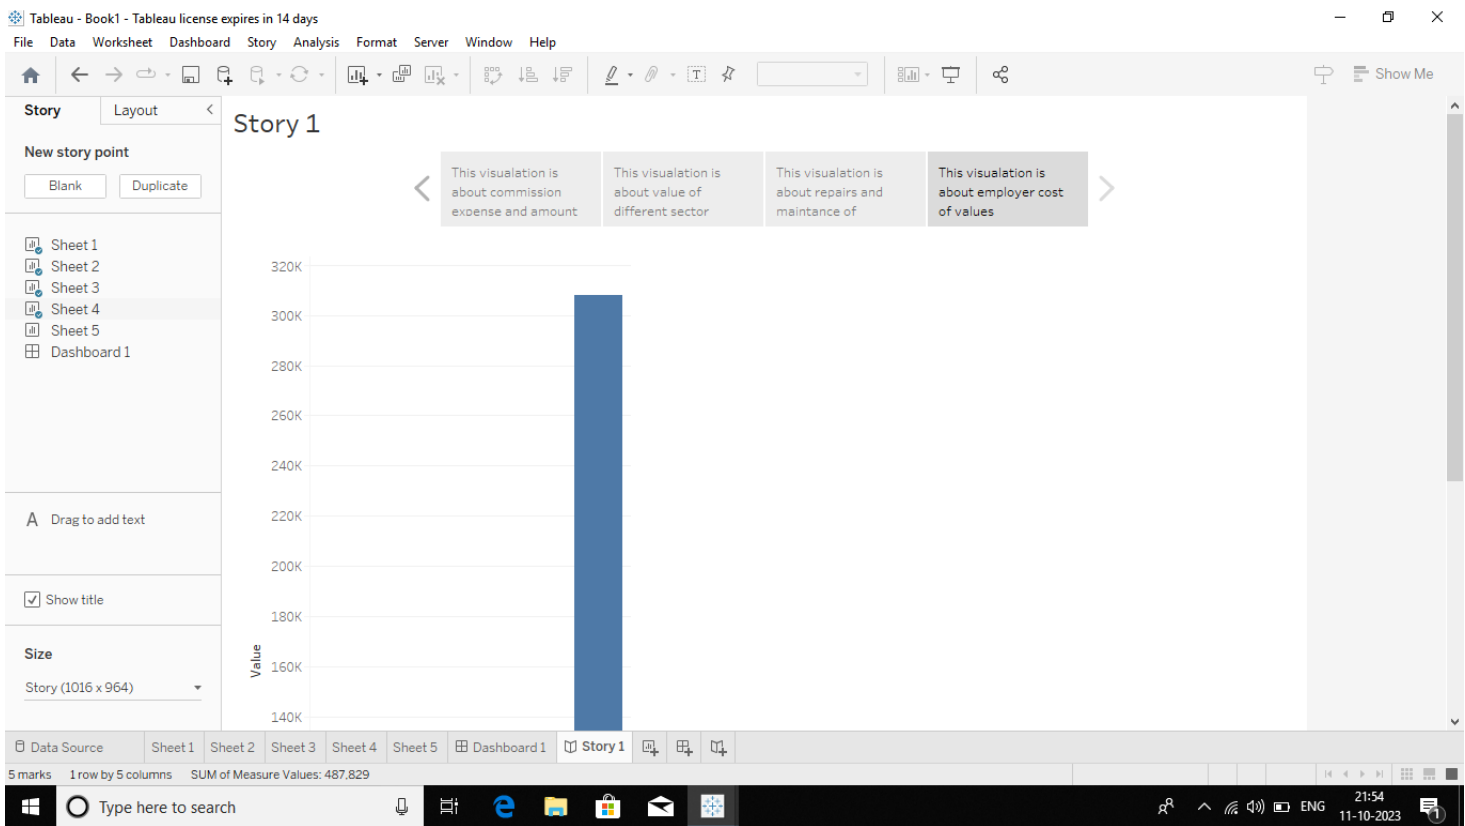 Tableau - Book1 - Tableau license expires in 14 days
File Data Worksheet Dashboard Story Analysis Format Server Window Help
Show Me
Story Layout
New story point
Blank Duplicate
Sheet 1
Sheet 2
Sheet 3
Sheet 4
Sheet 5
Dashboard 1
A Drag to add text
Show title
Size
Story (1016 x 964)
Story 1
This visualation is
about commission
expense and amount
This visualation is
about value of
different sector
This visualation is
about repairs and
maintance of
This visualation is
about employer cost
of values
320K
300K
280K
260K
240K
220K
200K
180K
160K
140K
Value
Data Source Sheet 1 Sheet 2 Sheet 3 Sheet 4 Sheet 5 Dashboard 1 Story 1
5 marks 1 row by 5 columns SUM of Measure Values: 487,829
Type here to search
ENG
21:54
11-10-2023
1